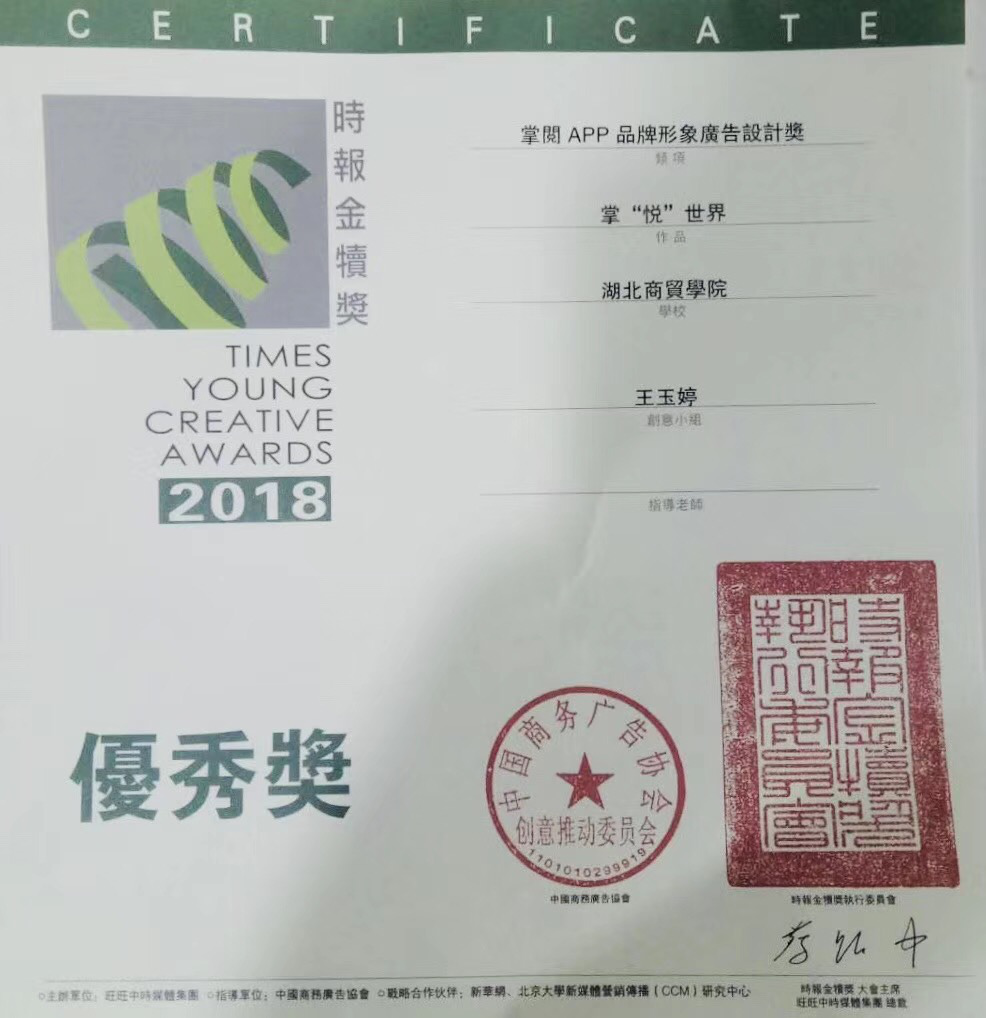 CERTIFICATE
時報金犢獎
TIMES
YOUNG
CREATIVE
AWARDS
2018
掌閱 APP 品牌形象廣告設計獎
類項
掌“悦”世界
作品
湖北商貿學院
學校
王玉婷
創意小組
指導老師
優秀獎
中国商务广告协会
创意推动委员会
1101010299919
中國商務廣告協會
時報金犢獎執行委員會
時報金犢獎 大會主席
旺旺中時媒體集團 總裁
○主辦單位：旺旺中時媒體集團 ○指導單位：中國商務廣告協會 ○戰略合作伙伴：新華網、北京大學新媒體營銷傳播（CCM）研究中心